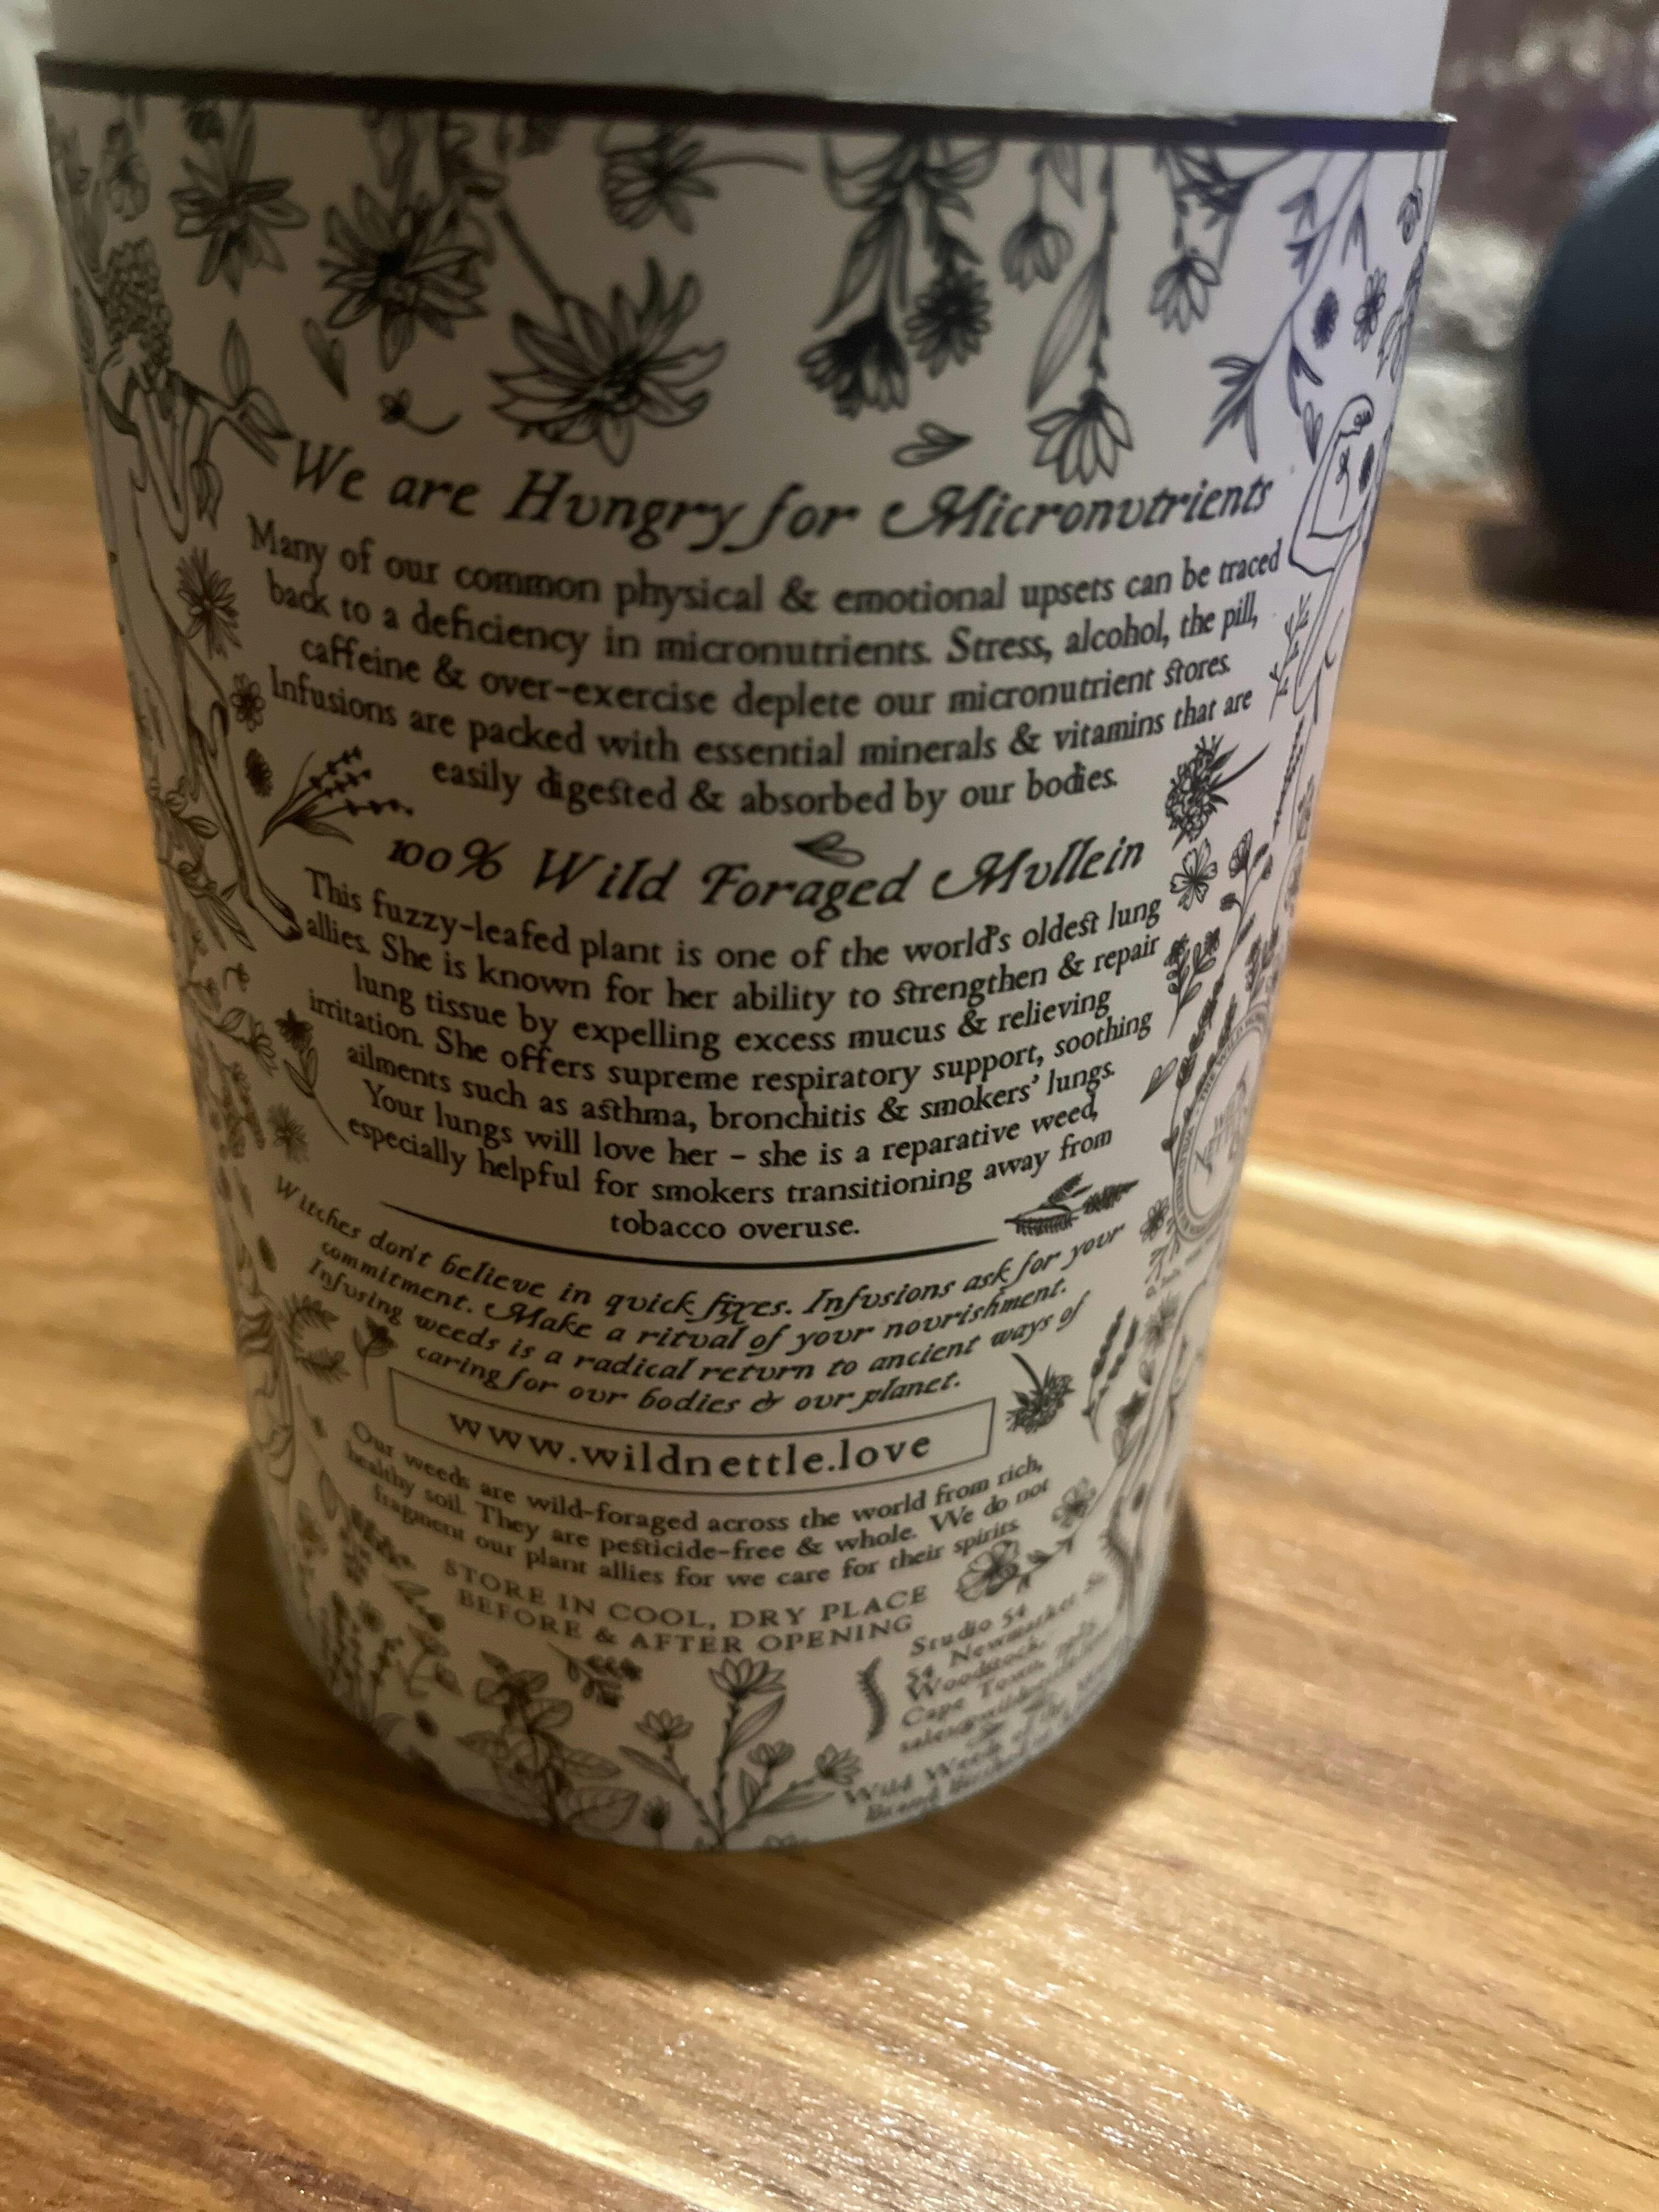 We are Hungry for Micronutrients
Many of our common physical & emotional upsets can be traced
back to a deficiency in micronutrients. Stress, alcohol, the pill,
caffeine & over-exercise deplete our micronutrient stores.
Infusions are packed with essential minerals & vitamins that are
easily digested & absorbed by our bodies.
100% Wild Foraged Mullein
This fuzzy-leafed plant is one of the world's oldest lung
allies. She is known for her ability to strengthen & repair
lung tissue by expelling excess mucus & relieving
irritation. She offers supreme respiratory support, soothing
ailments such as asthma, bronchitis & smokers' lungs.
Your lungs will love her – she is a reparative weed,
especially helpful for smokers transitioning away from
tobacco overuse.
Witches don't believe in quick fixes. Infusions ask for your
commitment. Make a ritual of your nourishment.
Infusing weeds is a radical return to ancient ways of
caring for our bodies & our planet.
www.wildnettle.love
Our weeds are wild-foraged across the world from rich,
healthy soil. They are pesticide-free & whole. We do not
fragment our plant allies for we care for their spirits.
STORE IN COOL, DRY PLACE
BEFORE & AFTER OPENING
Studio 54
54 Newmarket St
Woodstock,
Cape Town,
Wild Weeds of the